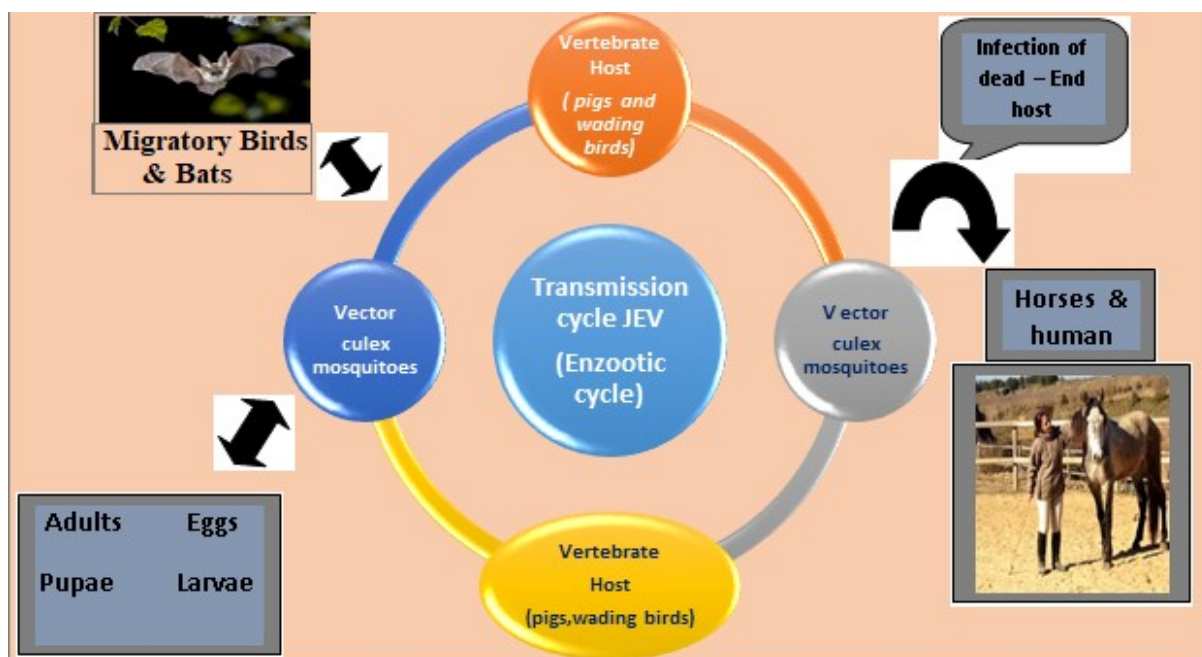 Migratory Birds
& Bats
Vertebrate
Host
( pigs and
wading
birds)
Infection of
dead – End
host
Vector
culex
mosquitoes
Transmission
cycle JEV
(Enzootic
cycle)
V ector
culex
mosquitoes
Horses &
human
Adults Eggs
Pupae Larvae
Vertebrate
Host
(pigs,wading birds)